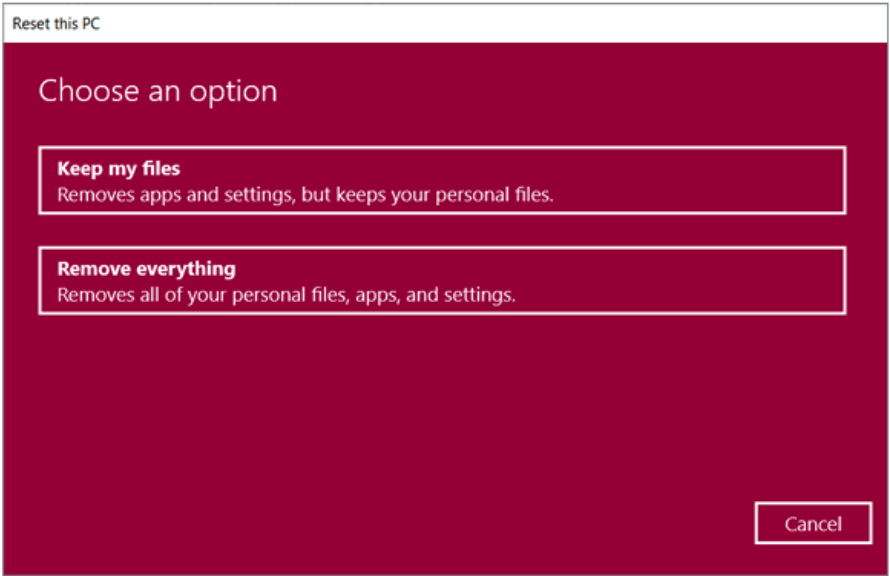 Reset this PC
Choose an option
Keep my files
Removes apps and settings, but keeps your personal files.
Remove everything
Removes all of your personal files, apps, and settings.
Cancel